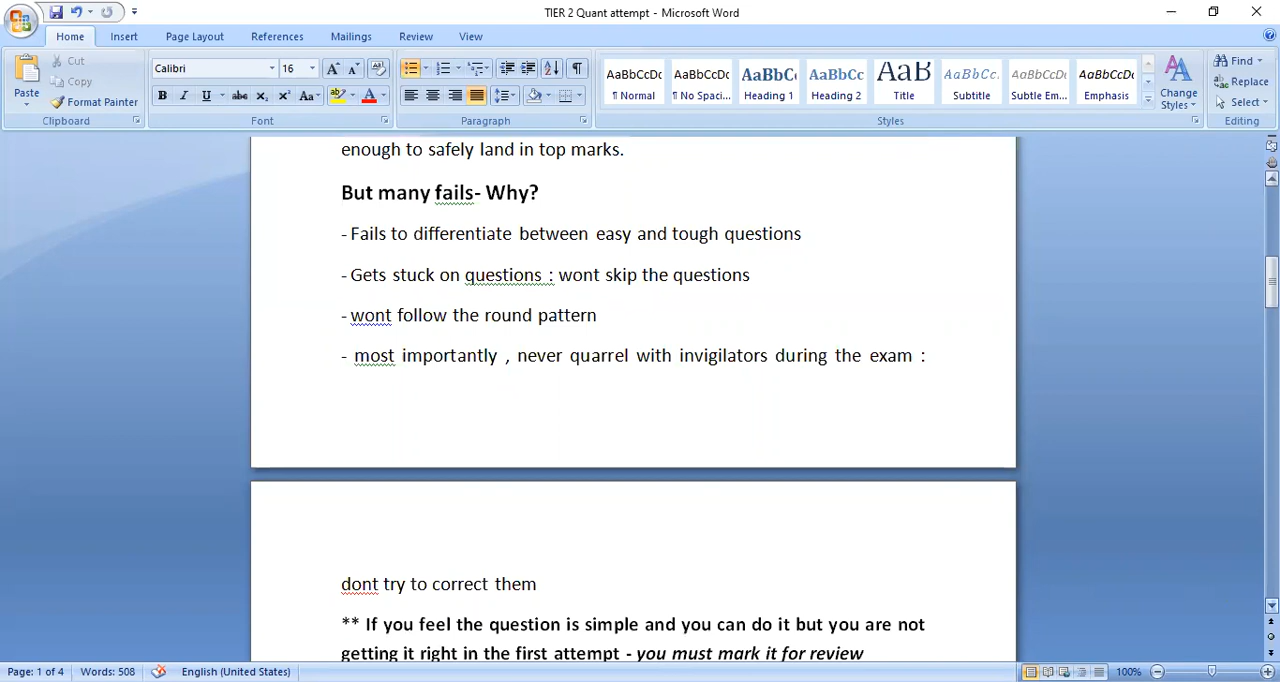 TIER 2 Quant attempt - Microsoft Word
Home Insert Page Layout References Mailings Review View
Paste
Cut
Copy
Format Painter
Clipboard
Calibri 16
B I U abc X₂ X² Aa A
Font
Paragraph
AaBbCcDc AaBbCcDc AaBbC AaBbCc AaB AaBbCc. AaBbCcDc AaBbCcDc
¶ Normal ¶ No Spaci... Heading 1 Heading 2 Title Subtitle Subtle Em... Emphasis
Change Styles
Styles
Find
Replace
Select
Editing
enough to safely land in top marks.
But many fails- Why?
- Fails to differentiate between easy and tough questions
- Gets stuck on questions : wont skip the questions
- wont follow the round pattern
- most importantly , never quarrel with invigilators during the exam :
dont try to correct them
** If you feel the question is simple and you can do it but you are not
getting it right in the first attempt - you must mark it for review
Page: 1 of 4 Words: 508 English (United States) 100%